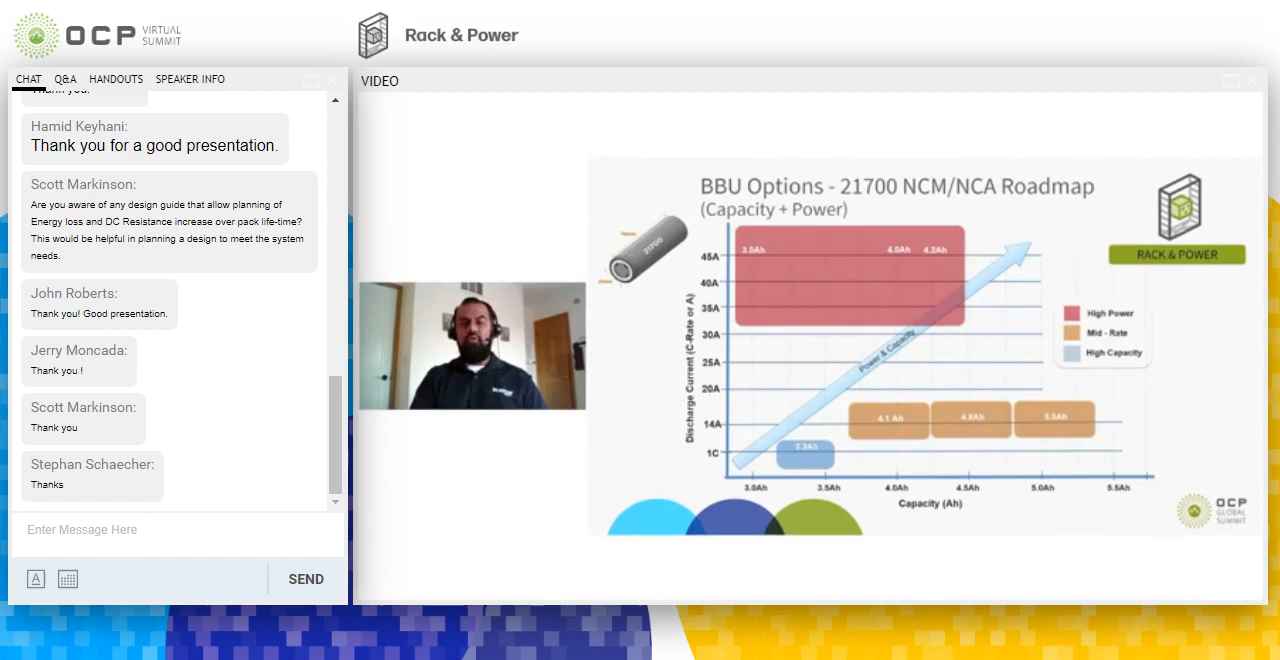 OCP VIRTUAL
SUMMIT
Rack & Power
CHAT Q&A HANDOUTS SPEAKER INFO
Thank you.
Hamid Keyhani:
Thank you for a good presentation.
Scott Markinson:
Are you aware of any design guide that allow planning of
Energy loss and DC Resistance increase over pack life-time?
This would be helpful in planning a design to meet the system
needs.
John Roberts:
Thank you! Good presentation.
Jerry Moncada:
Thank you !
Scott Markinson:
Thank you
Stephan Schaecher:
Thanks
Enter Message Here
A
SEND
VIDEO
BBU Options - 21700 NCM/NCA Roadmap
(Capacity + Power)
21700
RACK & POWER
Discharge Current (C-Rate or A)
45A
40A
35A
30A
25A
20A
14A
1C
3.0Ah 4.0Ah 4.2Ah
Power & Capacity
4.1 Ah 4.8Ah 5.0Ah
3.3Ah
3.0Ah 3.5Ah 4.0Ah 4.5Ah 5.0Ah 5.5Ah
Capacity (Ah)
High Power
Mid - Rate
High Capacity
OCP
GLOBAL
SUMMIT